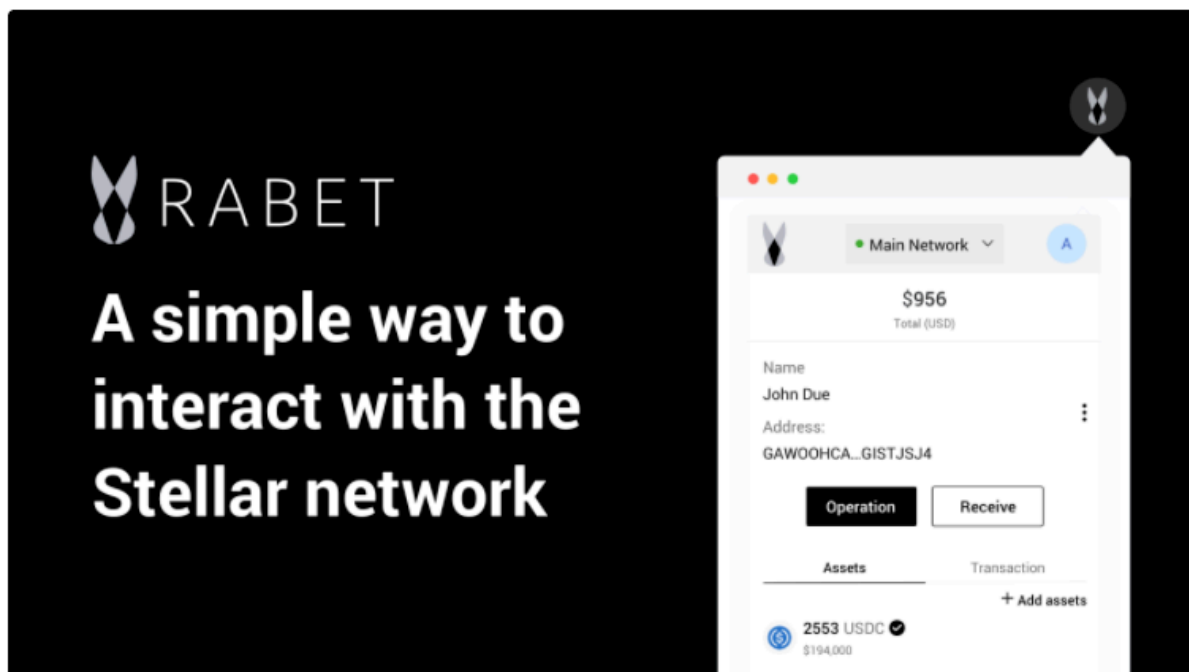 RABET
A simple way to
interact with the
Stellar network
Main Network
A
$956
Total (USD)
Name
John Due
Address:
GAWOOHCA...GISTJSJ4
Operation
Receive
Assets
Transaction
+ Add assets
2553 USDC
$194,000